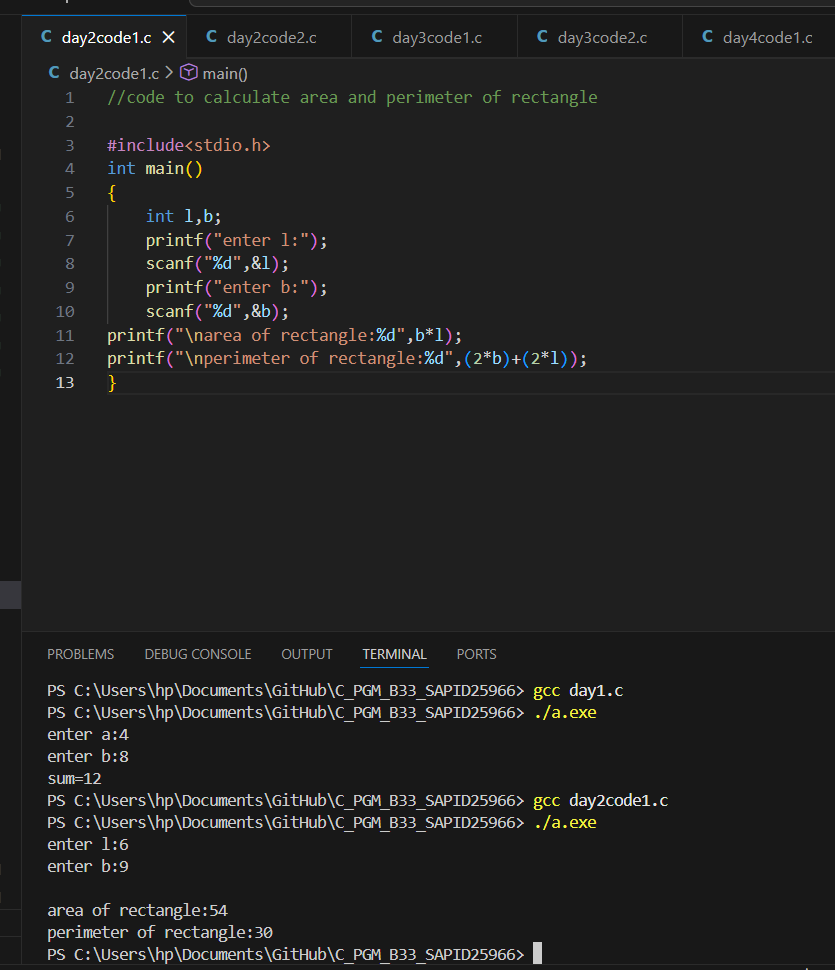 C day2code1.c × C day2code2.c C day3code1.c C day3code2.c C day4code1.c
C day2code1.c > main()
1 //code to calculate area and perimeter of rectangle
2
3 #include<stdio.h>
4 int main()
5 {
6     int l,b;
7     printf("enter l:");
8     scanf("%d",&l);
9     printf("enter b:");
10     scanf("%d",&b);
11 printf("\narea of rectangle:%d",b*l);
12 printf("\nperimeter of rectangle:%d",(2*b)+(2*l));
13 }
PROBLEMS DEBUG CONSOLE OUTPUT TERMINAL PORTS
PS C:\Users\hp\Documents\GitHub\C_PGM_B33_SAPID25966> gcc day1.c
PS C:\Users\hp\Documents\GitHub\C_PGM_B33_SAPID25966> ./a.exe
enter a:4
enter b:8
sum=12
PS C:\Users\hp\Documents\GitHub\C_PGM_B33_SAPID25966> gcc day2code1.c
PS C:\Users\hp\Documents\GitHub\C_PGM_B33_SAPID25966> ./a.exe
enter l:6
enter b:9

area of rectangle:54
perimeter of rectangle:30
PS C:\Users\hp\Documents\GitHub\C_PGM_B33_SAPID25966>